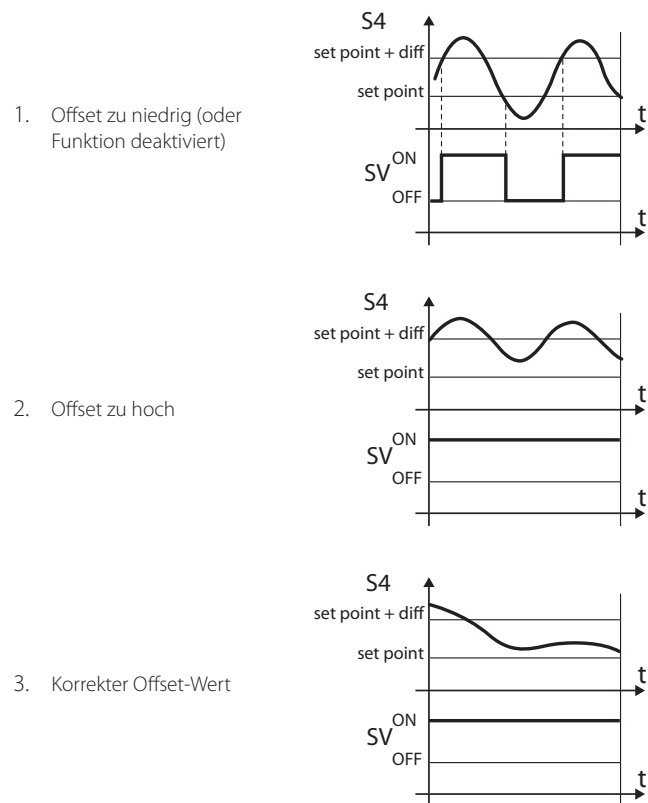 1. Offset zu niedrig (oder
Funktion deaktiviert)
S4
set point + diff
set point
t
SV
ON
OFF
t
2. Offset zu hoch
S4
set point + diff
set point
t
SV
ON
OFF
t
3. Korrekter Offset-Wert
S4
set point + diff
set point
t
SV
ON
OFF
t